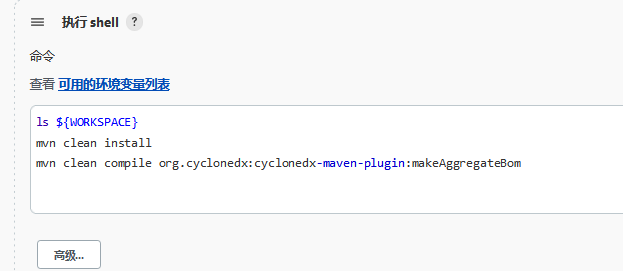 执行 shell ?
命令
查看 可用的环境变量列表
ls ${WORKSPACE}
mvn clean install
mvn clean compile org.cyclonedx:cyclonedx-maven-plugin:makeAggregateBom
高级...